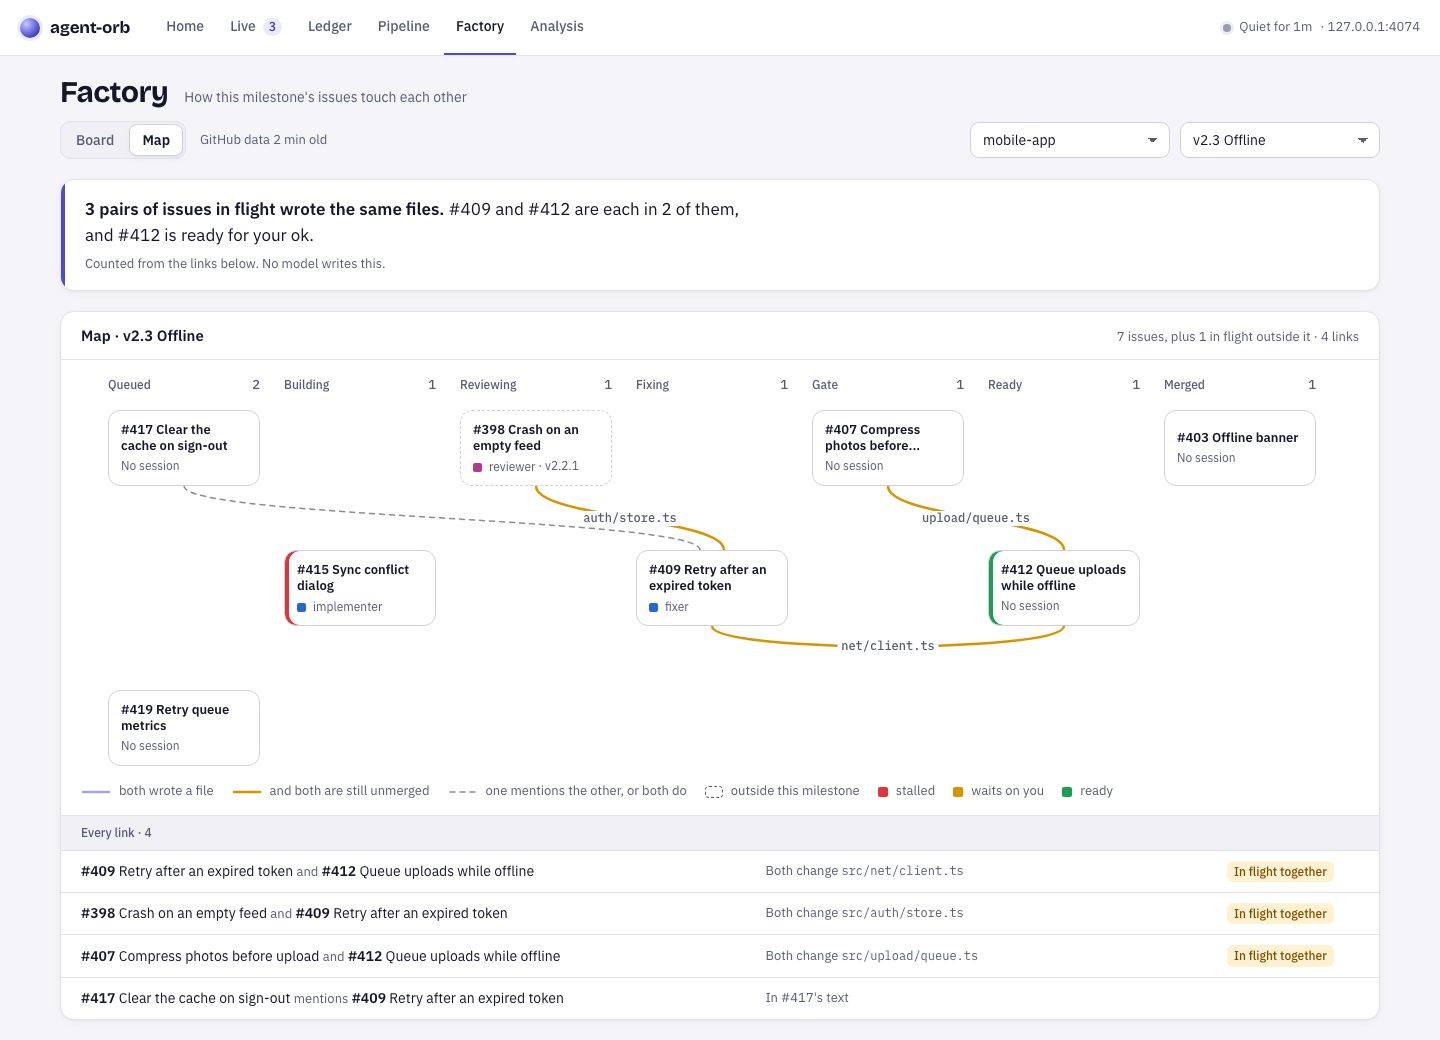 agent-orb
Home
Live 3
Ledger
Pipeline
Factory
Analysis
Quiet for 1m · 127.0.0.1:4074
Factory
How this milestone's issues touch each other
Board
Map
GitHub data 2 min old
mobile-app
v2.3 Offline
3 pairs of issues in flight wrote the same files. #409 and #412 are each in 2 of them,
and #412 is ready for your ok.
Counted from the links below. No model writes this.
Map · v2.3 Offline
7 issues, plus 1 in flight outside it · 4 links
Queued 2
Building 1
Reviewing 1
Fixing 1
Gate 1
Ready 1
Merged 1
#417 Clear the
cache on sign-out
No session
#398 Crash on an
empty feed
reviewer · v2.2.1
#407 Compress
photos before...
No session
#403 Offline banner
No session
auth/store.ts
upload/queue.ts
#415 Sync conflict
dialog
implementer
#409 Retry after an
expired token
fixer
#412 Queue uploads
while offline
No session
net/client.ts
#419 Retry queue
metrics
No session
both wrote a file
and both are still unmerged
one mentions the other, or both do
outside this milestone
stalled
waits on you
ready
Every link · 4
#409 Retry after an expired token and #412 Queue uploads while offline
Both change src/net/client.ts
In flight together
#398 Crash on an empty feed and #409 Retry after an expired token
Both change src/auth/store.ts
In flight together
#407 Compress photos before upload and #412 Queue uploads while offline
Both change src/upload/queue.ts
In flight together
#417 Clear the cache on sign-out mentions #409 Retry after an expired token
In #417's text